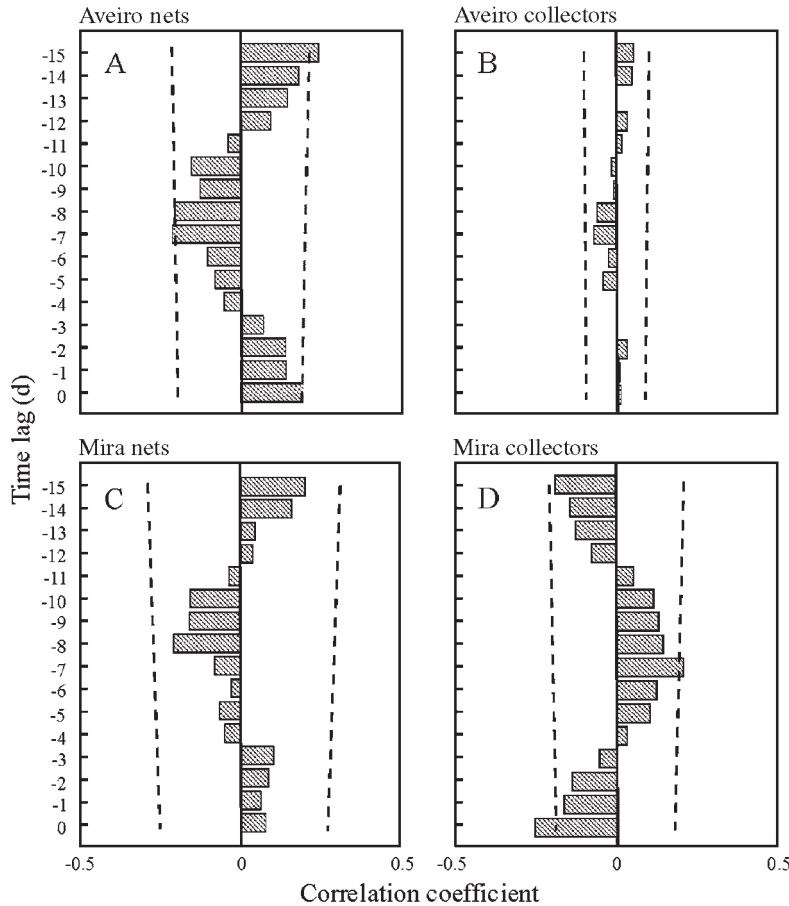 Aveiro nets
Aveiro collectors
A
B
-15
-14
-13
-12
-11
-10
-9
-8
-7
-6
-5
-4
-3
-2
-1
0
Time lag (d)
Mira nets
Mira collectors
C
D
-15
-14
-13
-12
-11
-10
-9
-8
-7
-6
-5
-4
-3
-2
-1
0
-0.5 0 0.5 -0.5 0 0.5
Correlation coefficient